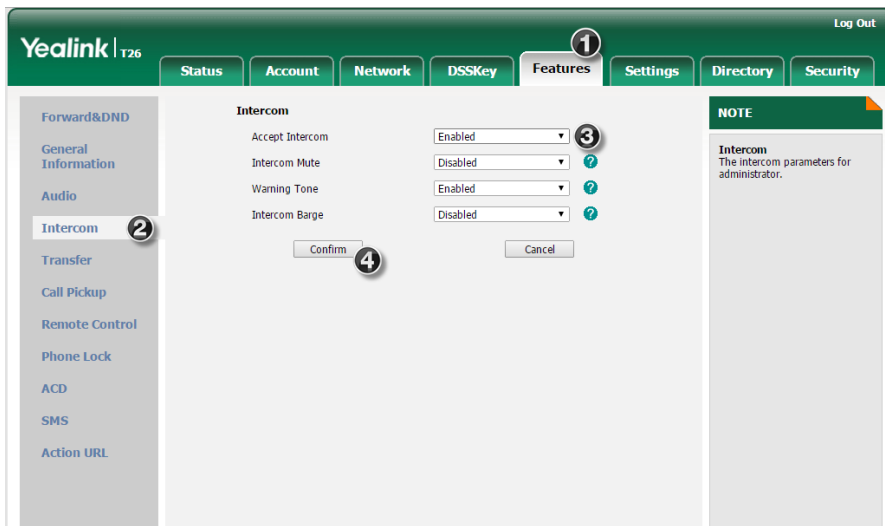 Log Out
Yealink T26
1
Status Account Network DSSKey Features Settings Directory Security
Forward&DND
General
Information
Audio
Intercom 2
Transfer
Call Pickup
Remote Control
Phone Lock
ACD
SMS
Action URL
Intercom
Accept Intercom Enabled 3
Intercom Mute Disabled ?
Warning Tone Enabled ?
Intercom Barge Disabled ?
Confirm 4 Cancel
NOTE
Intercom
The intercom parameters for
administrator.